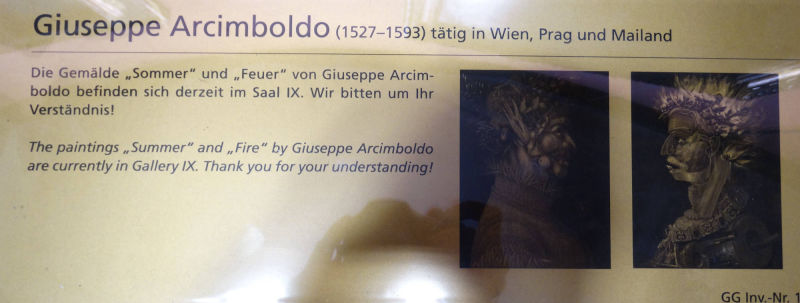 Giuseppe Arcimboldo (1527–1593) tätig in Wien, Prag und Mailand
Die Gemälde „Sommer“ und „Feuer“ von Giuseppe Arcim-
boldo befinden sich derzeit im Saal IX. Wir bitten um Ihr
Verständnis!
The paintings „Summer“ and „Fire“ by Giuseppe Arcimboldo
are currently in Gallery IX. Thank you for your understanding!
GG Inv.-Nr. 1